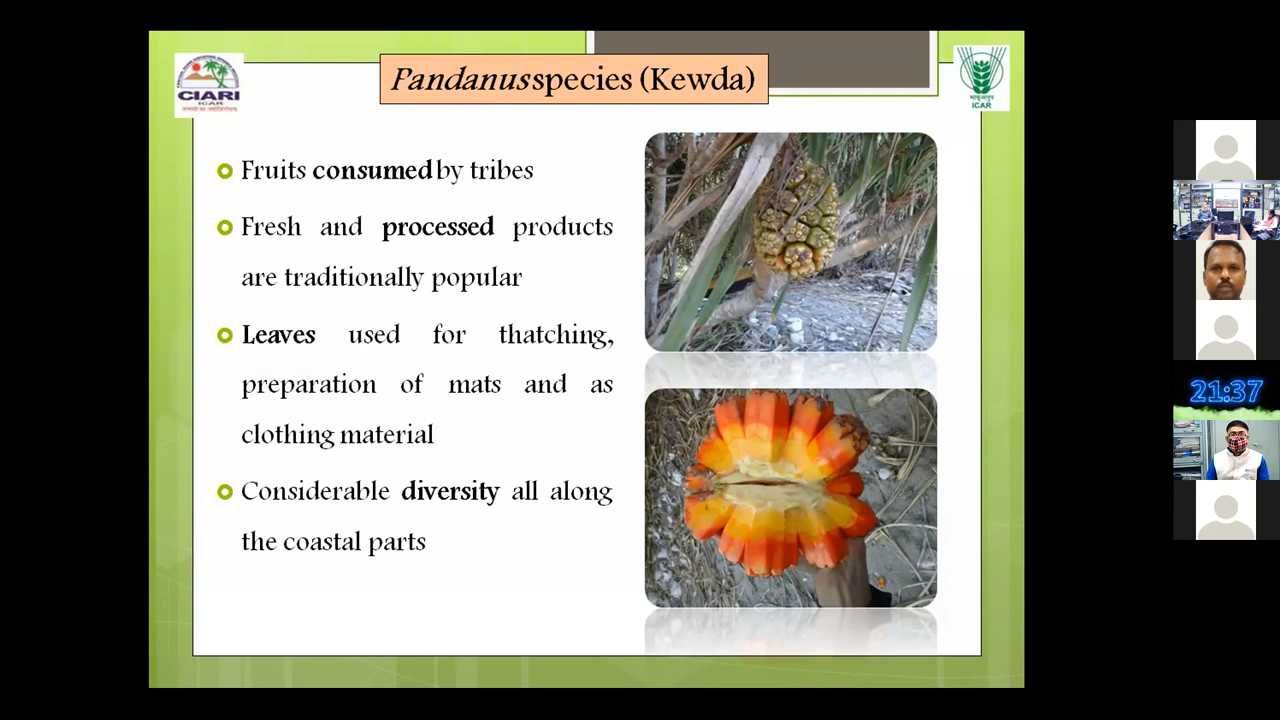 Pandanus species (Kewda)
CIARI
ICAR
ICAR
Fruits consumed by tribes
Fresh and processed products
are traditionally popular
Leaves used for thatching,
preparation of mats and as
clothing material
Considerable diversity all along
the coastal parts
21:37